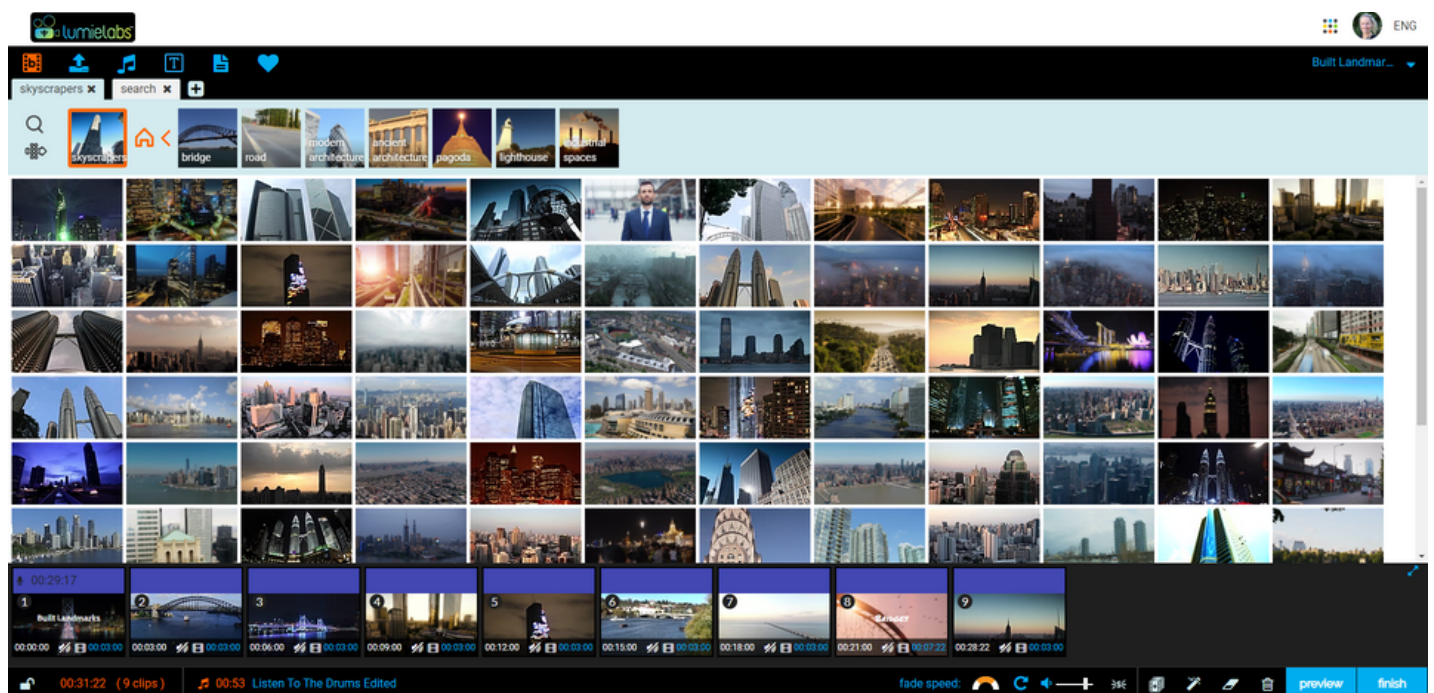 lumielabs
ENG
Built Landmar...
skyscrapers x
search x
skyscrapers
bridge
road
modern architecture
ancient architecture
pagoda
lighthouse
industrial spaces
00:29:17
1 2 3 4 5 6 7 8 9
Built Landmarks
BRIDGET
00:00:00 00:03:00
00:03:00 00:03:00
00:06:00 00:03:00
00:09:00 00:03:00
00:12:00 00:03:00
00:15:00 00:03:00
00:18:00 00:03:00
00:21:00 00:07:22
00:28:22 00:03:00
00:31:22 (9 clips)
00:53 Listen To The Drums Edited
fade speed:
preview
finish